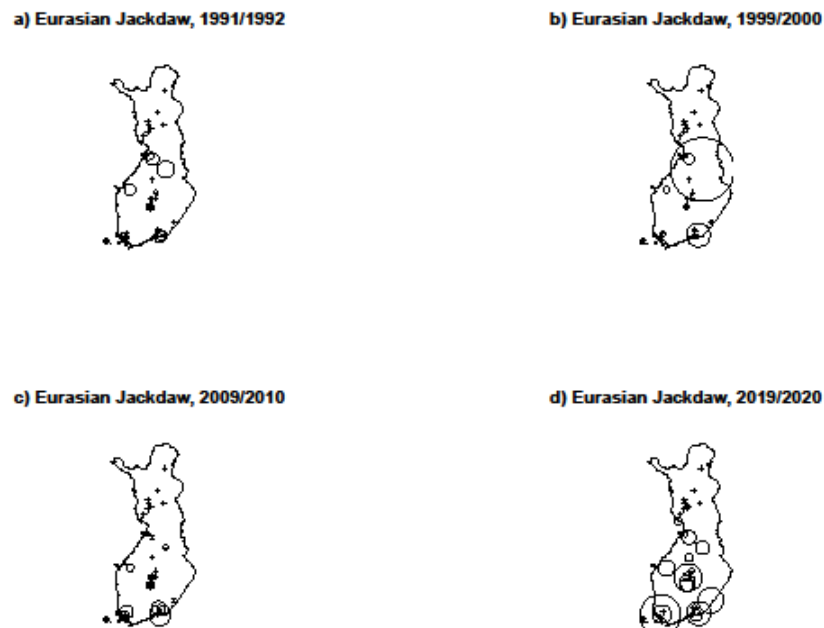 a) Eurasian Jackdaw, 1991/1992
b) Eurasian Jackdaw, 1999/2000
c) Eurasian Jackdaw, 2009/2010
d) Eurasian Jackdaw, 2019/2020